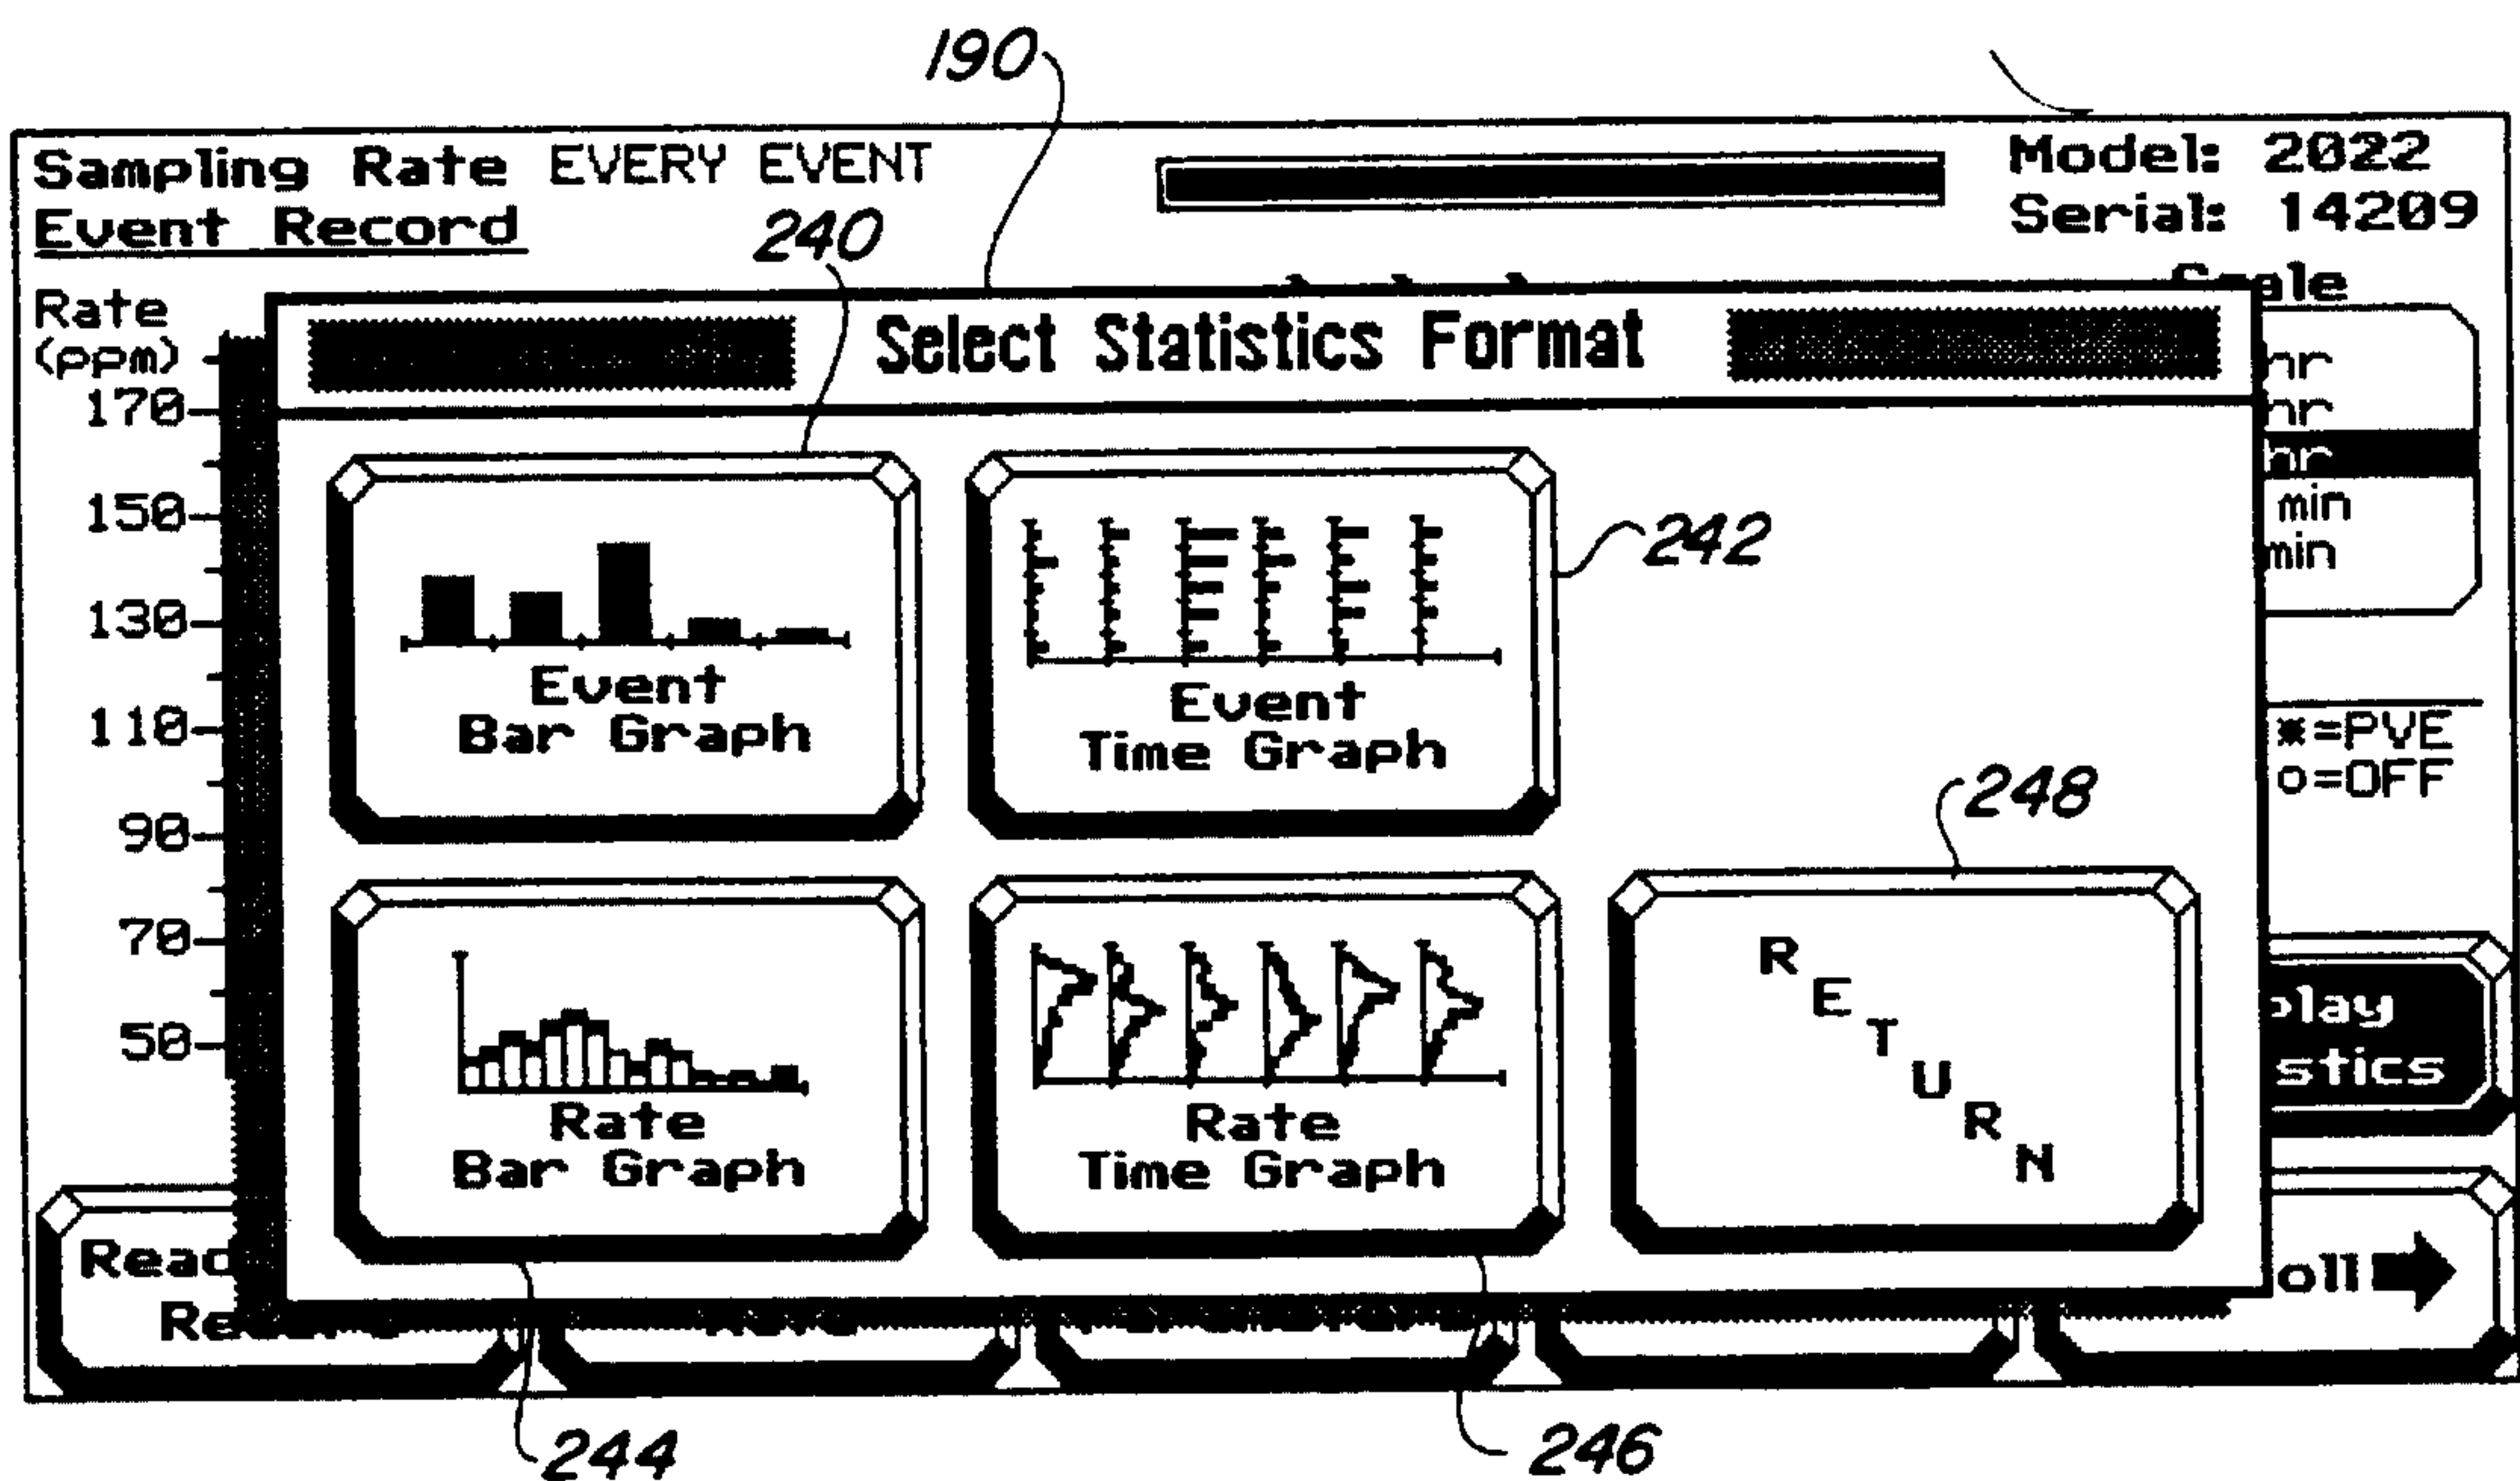 190
Sampling Rate EVERY EVENT
Event Record
Model: 2022
Serial: 14209
240
Rate
(ppm)
170
150
130
110
90
70
50
Select Statistics Format
Event
Bar Graph
Event
Time Graph
242
Rate
Bar Graph
Rate
Time Graph
248
RETURN
hr
min
min
*=PVE
o=OFF
244
246